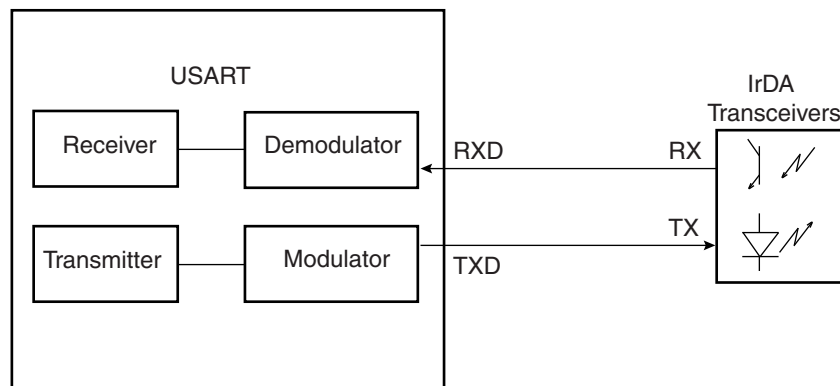 USART
IrDA
Transceivers
Receiver
Demodulator
RXD
RX
Transmitter
Modulator
TXD
TX